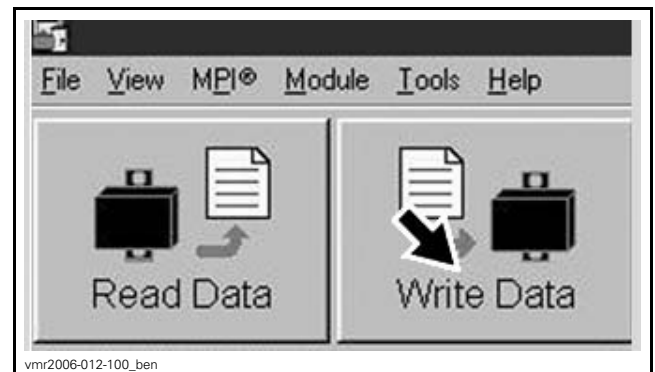 File View MPI® Module Tools Help
Read Data Write Data
vmr2006-012-100_ben